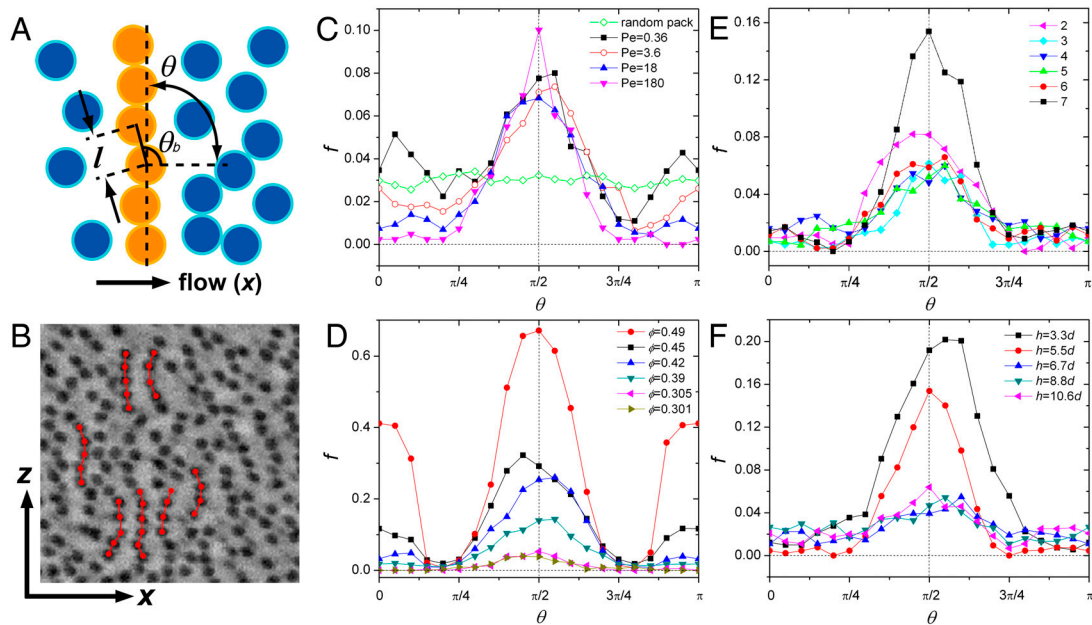 A
θ
θb
l
flow (x)
B
z
x
C
f
0.10
0.08
0.06
0.04
0.02
0.00
random pack
Pe=0.36
Pe=3.6
Pe=18
Pe=180
0
π/4
π/2
3π/4
π
θ
D
f
0.6
0.4
0.2
0.0
ϕ=0.49
ϕ=0.45
ϕ=0.42
ϕ=0.39
ϕ=0.305
ϕ=0.301
0
π/4
π/2
3π/4
π
θ
E
f
0.16
0.12
0.08
0.04
0.00
2
3
4
5
6
7
π/4
π/2
3π/4
π
θ
F
f
0.20
0.16
0.12
0.08
0.04
0.00
h=3.3d
h=5.5d
h=6.7d
h=8.8d
h=10.6d
π/4
π/2
3π/4
π
θ